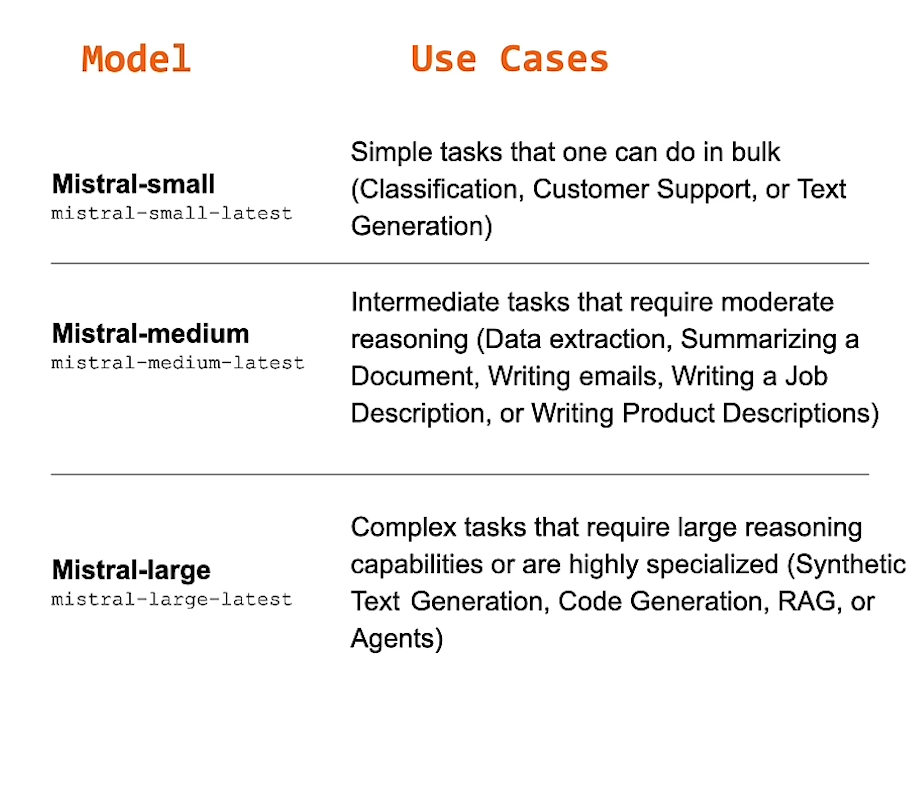 Model
Use Cases
Mistral-small
mistral-small-latest
Simple tasks that one can do in bulk
(Classification, Customer Support, or Text
Generation)
Mistral-medium
mistral-medium-latest
Intermediate tasks that require moderate
reasoning (Data extraction, Summarizing a
Document, Writing emails, Writing a Job
Description, or Writing Product Descriptions)
Mistral-large
mistral-large-latest
Complex tasks that require large reasoning
capabilities or are highly specialized (Synthetic
Text Generation, Code Generation, RAG, or
Agents)